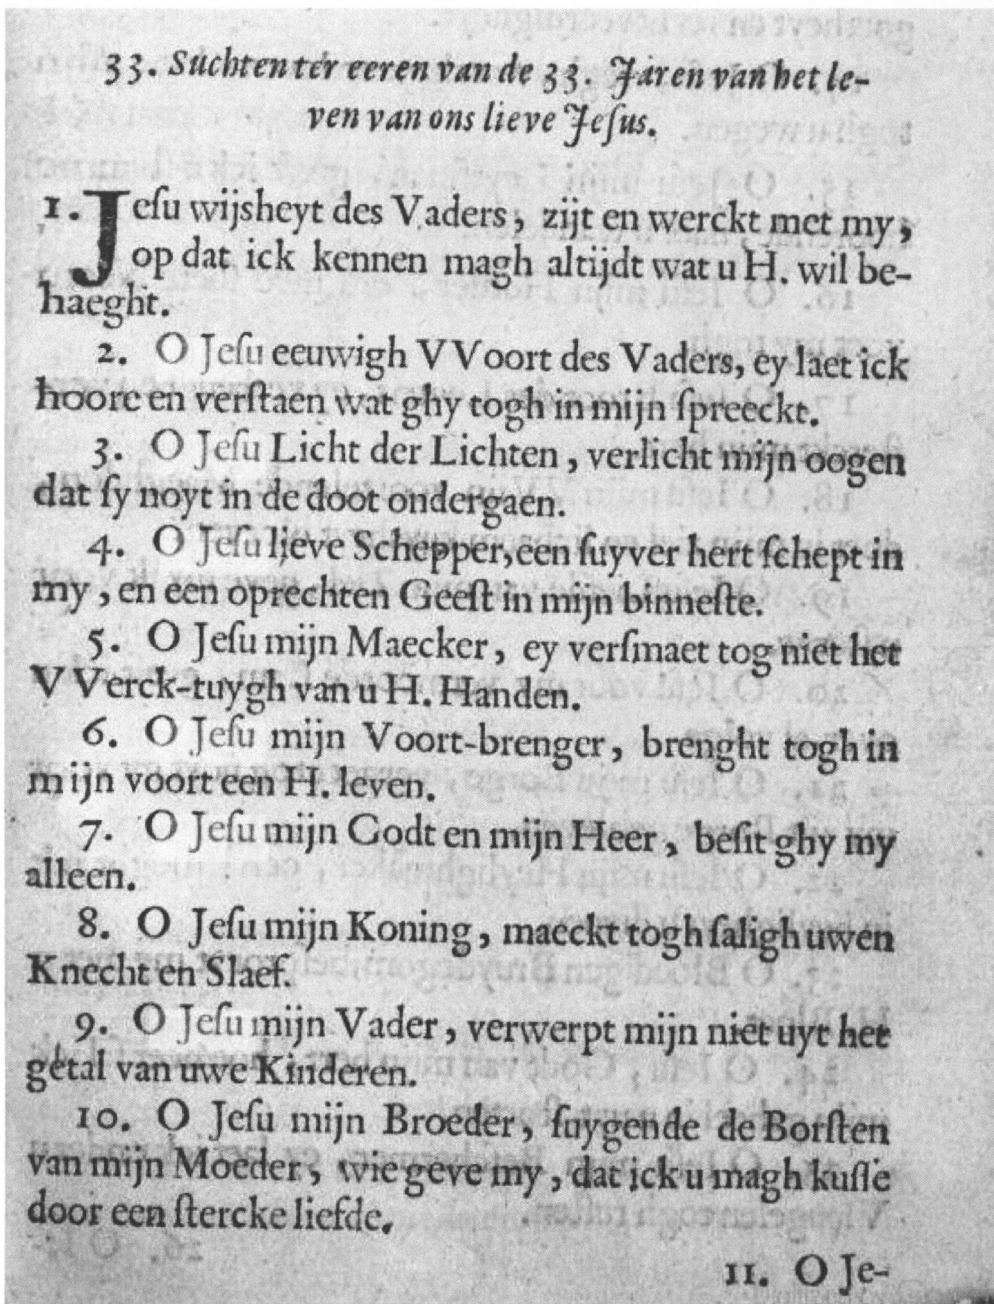 33. Suchten ter eeren van de 33. Jaren van het le-
ven van ons lieve Jeſus.
1. Jeſu wijsheyt des Vaders, zijt en werckt met my,
op dat ick kennen magh altijdt wat u H. wil be-
haeght.
2. O Jeſu eeuwigh VVoort des Vaders, ey laet ick
hoore en verſtaen wat ghy togh in mijn ſpreeckt.
3. O Jeſu Licht der Lichten, verlicht mijn oogen
dat ſy noyt in de doot ondergaen.
4. O Jeſu lieve Schepper, een ſuyver hert ſchept in
my, en een oprechten Geeſt in mijn binneſte.
5. O Jeſu mijn Maecker, ey verſmaet tog niet het
VVerck-tuygh van u H. Handen.
6. O Jeſu mijn Voort-brenger, brenght togh in
mijn voort een H. leven.
7. O Jeſu mijn Godt en mijn Heer, beſit ghy my
alleen.
8. O Jeſu mijn Koning, maeckt togh ſaligh uwen
Knecht en Slaef.
9. O Jeſu mijn Vader, verwerpt mijn niet uyt het
getal van uwe Kinderen.
10. O Jeſu mijn Broeder, ſuygende de Borſten
van mijn Moeder, wie geve my, dat ick u magh kuſſe
door een ſtercke liefde.
11. O Je-